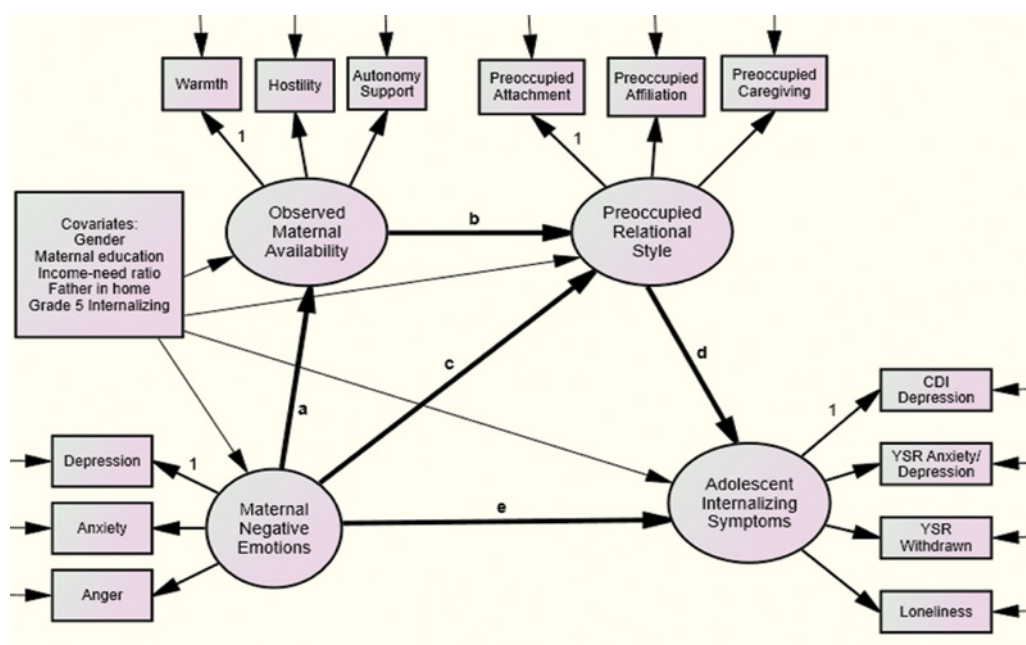 Warmth
Hostility
Autonomy
Support
Preoccupied
Attachment
Preoccupied
Affiliation
Preoccupied
Caregiving
1
1
Covariates:
Gender
Maternal education
Income-need ratio
Father in home
Grade 5 Internalizing
Observed
Maternal
Availability
b
Preoccupied
Relational
Style
a
c
d
Depression
1
Anxiety
Anger
Maternal
Negative
Emotions
e
Adolescent
Internalizing
Symptoms
1
CDI
Depression
YSR Anxiety/
Depression
YSR
Withdrawn
Loneliness